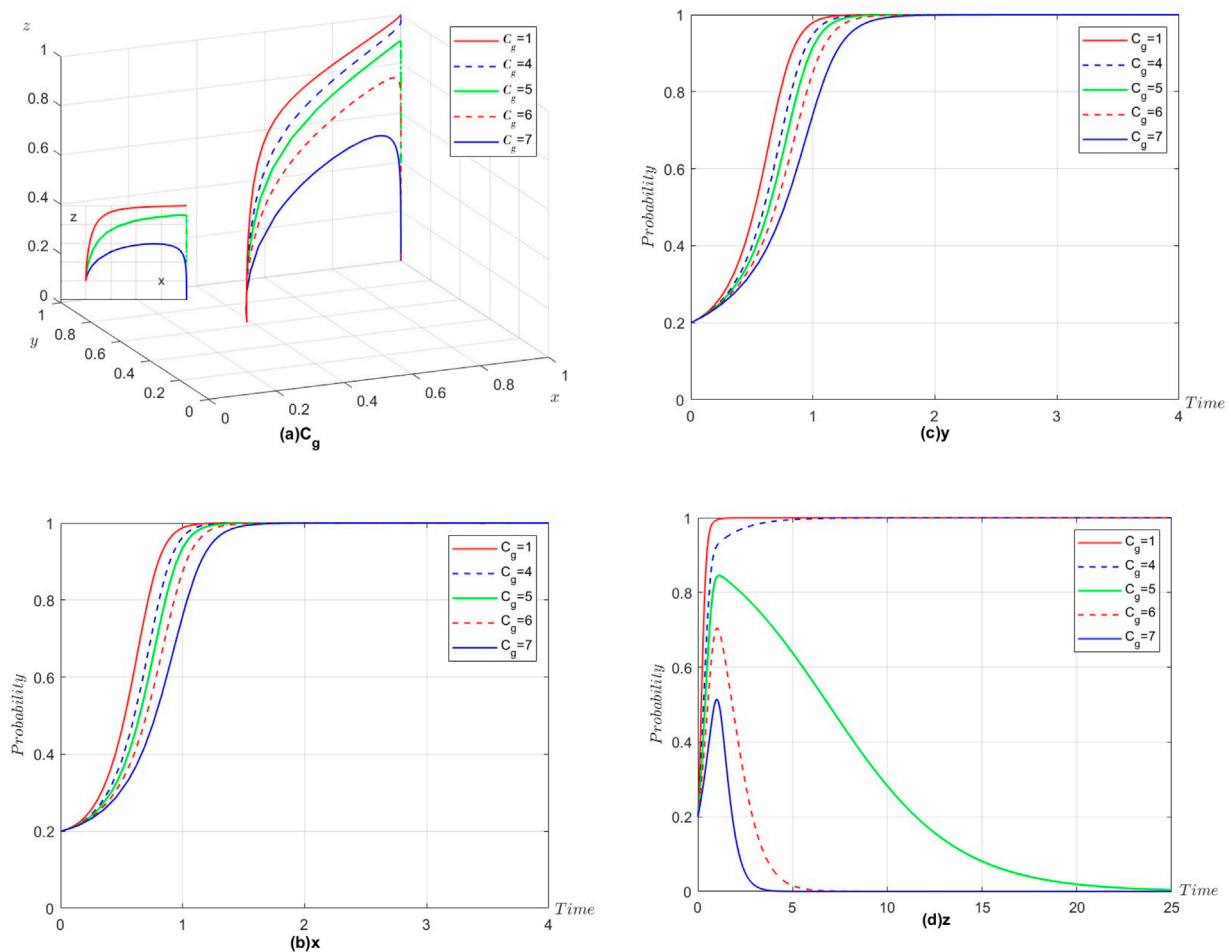 z
1
0.8
0.6
0.4
0.2
0
z
x
1
0.8
0.6
0.4
0.2
0
y
0
0.2
0.4
0.6
0.8
1
x
C_g=1
C_g=4
C_g=5
C_g=6
C_g=7
(a)C_g
1
0.8
0.6
0.4
0.2
0
Probability
C_g=1
C_g=4
C_g=5
C_g=6
C_g=7
0 1 2 3 4 Time
(c)y
1
0.8
0.6
0.4
0.2
0
Probability
C_g=1
C_g=4
C_g=5
C_g=6
C_g=7
0 1 2 3 4 Time
(b)x
1
0.8
0.6
0.4
0.2
0
Probability
C_g=1
C_g=4
C_g=5
C_g=6
C_g=7
0 5 10 15 20 25 Time
(d)z